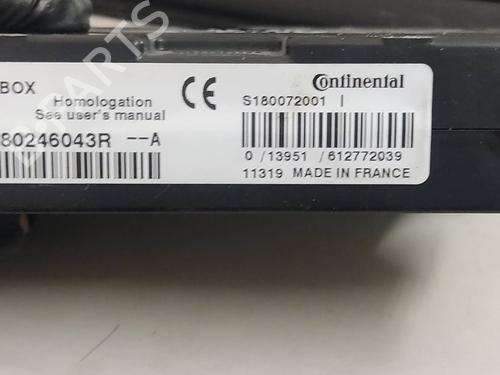 BOX
Homologation
See user's manual
80246043R --A
CE
Continental
S180072001 I
0 /13951 /612772039
11319 MADE IN FRANCE